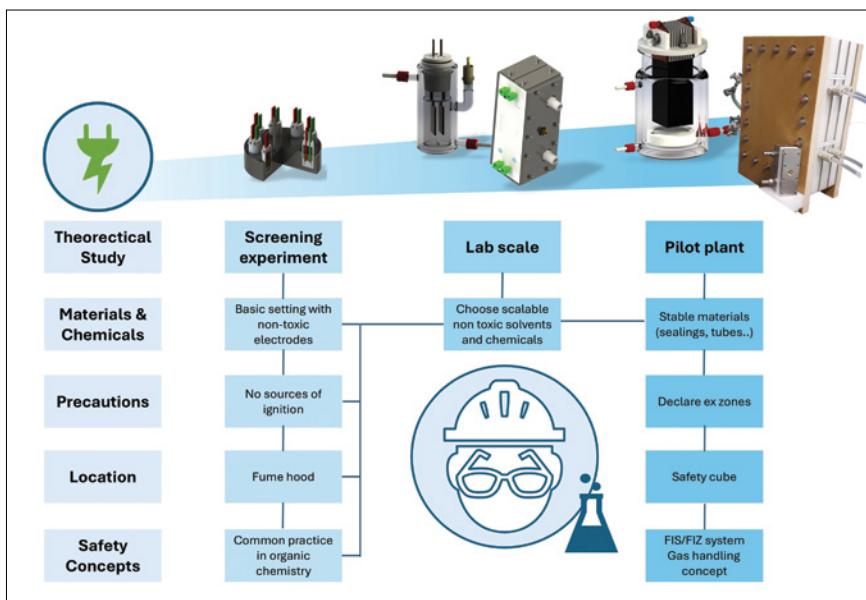 Theorectical
Study
Screening
experiment
Lab scale
Pilot plant
Materials &
Chemicals
Basic setting with
non-toxic
electrodes
Choose scalable
non toxic solvents
and chemicals
Stable materials
(sealings, tubes..)
Precautions
No sources of
ignition
Declare ex zones
Location
Fume hood
Safety cube
Safety
Concepts
Common practice
in organic
chemistry
FIS/FIZ system
Gas handling
concept